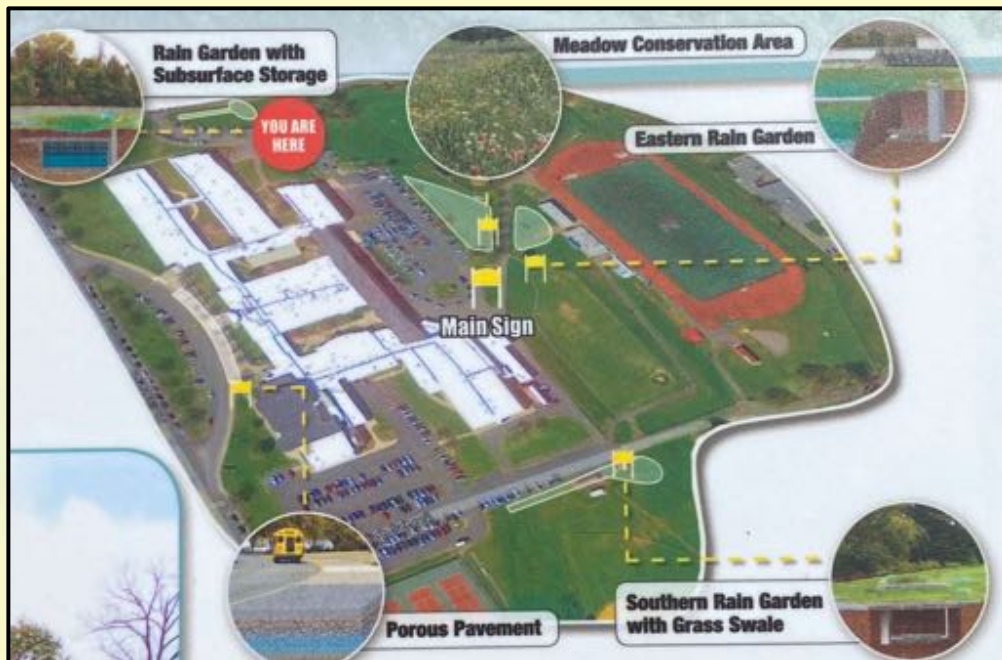 Rain Garden with
Subsurface Storage
YOU ARE
HERE
Meadow Conservation Area
Eastern Rain Garden
Main Sign
Porous Pavement
Southern Rain Garden
with Grass Swale